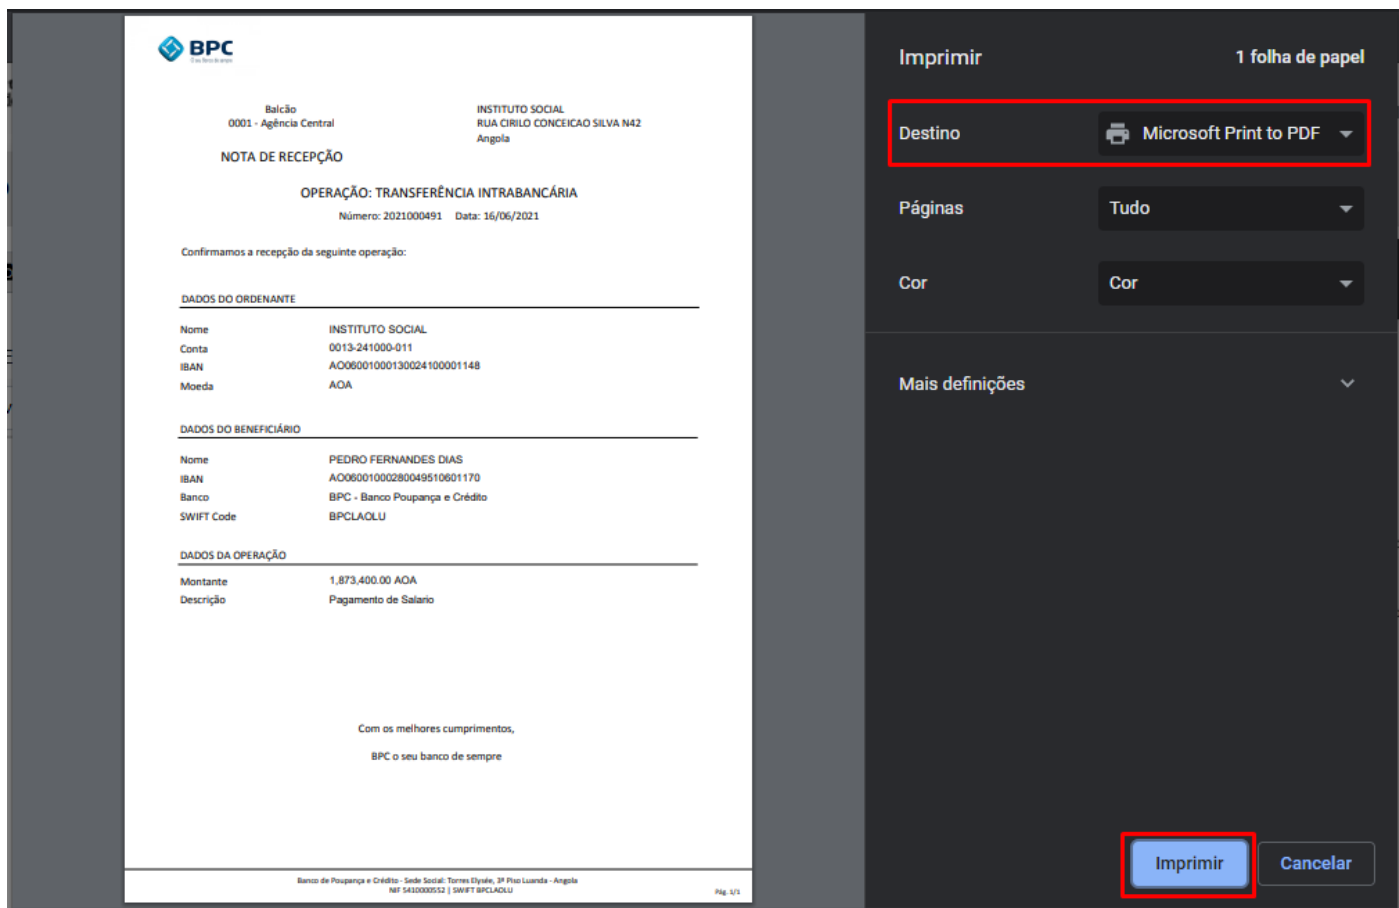 BPC
O seu Banco de sempre
Balcão
0001 - Agência Central
INSTITUTO SOCIAL
RUA CIRILO CONCEICAO SILVA N42
Angola
NOTA DE RECEPÇÃO
OPERAÇÃO: TRANSFERÊNCIA INTRABANCÁRIA
Número: 2021000491 Data: 16/06/2021
Confirmamos a recepção da seguinte operação:
DADOS DO ORDENANTE
Nome INSTITUTO SOCIAL
Conta 0013-241000-011
IBAN AO06001000130024100001148
Moeda AOA
DADOS DO BENEFICIÁRIO
Nome PEDRO FERNANDES DIAS
IBAN AO06001000280049510601170
Banco BPC - Banco Poupança e Crédito
SWIFT Code BPCLAOLU
DADOS DA OPERAÇÃO
Montante 1,873,400.00 AOA
Descrição Pagamento de Salario
Com os melhores cumprimentos,
BPC o seu banco de sempre
Banco de Poupança e Crédito - Sede Social: Torres Elysée, 3º Piso Luanda - Angola
NIF 5410000552 | SWIFT BPCLAOLU
Pág. 1/1
Imprimir 1 folha de papel
Destino Microsoft Print to PDF
Páginas Tudo
Cor Cor
Mais definições
Imprimir Cancelar